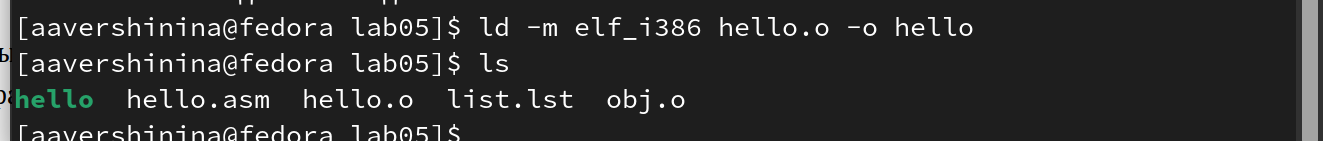 [aavershinina@fedora lab05]$ ld -m elf_i386 hello.o -o hello
[aavershinina@fedora lab05]$ ls
hello hello.asm hello.o list.lst obj.o
[aavershinina@fedora lab05]$